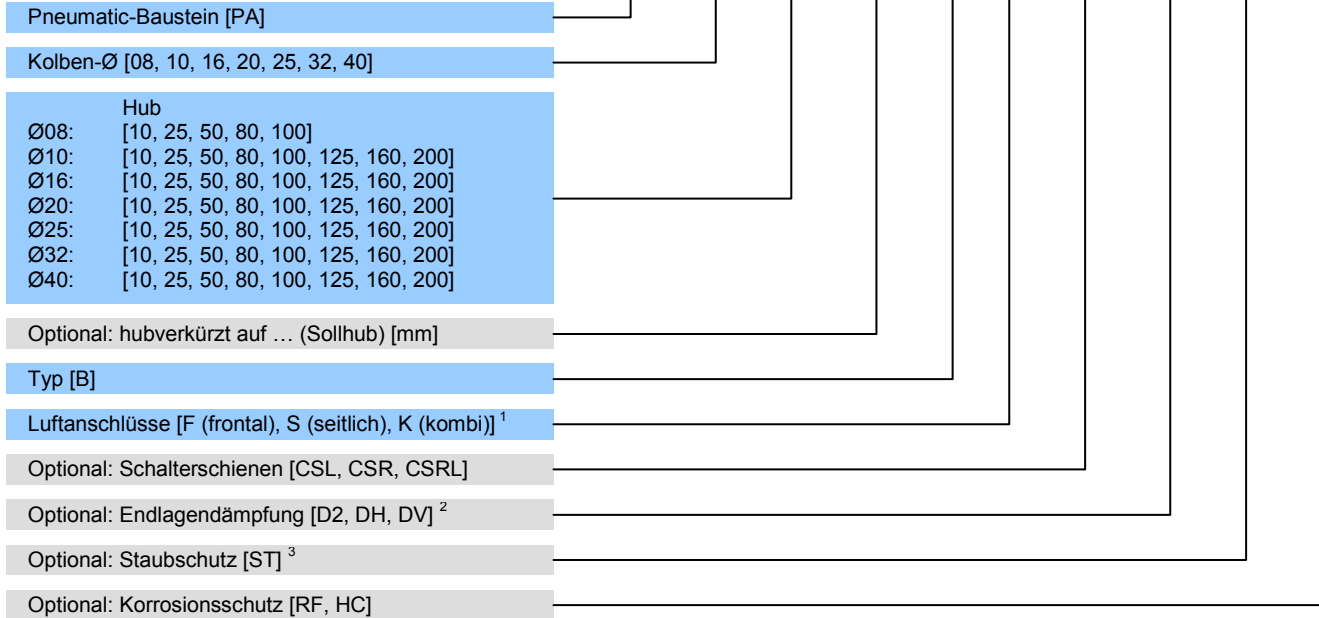 Pneumatic-Baustein [PA]
Kolben-Ø [08, 10, 16, 20, 25, 32, 40]
Hub
Ø08: [10, 25, 50, 80, 100]
Ø10: [10, 25, 50, 80, 100, 125, 160, 200]
Ø16: [10, 25, 50, 80, 100, 125, 160, 200]
Ø20: [10, 25, 50, 80, 100, 125, 160, 200]
Ø25: [10, 25, 50, 80, 100, 125, 160, 200]
Ø32: [10, 25, 50, 80, 100, 125, 160, 200]
Ø40: [10, 25, 50, 80, 100, 125, 160, 200]
Optional: hubverkürzt auf … (Sollhub) [mm]
Typ [B]
Luftanschlüsse [F (frontal), S (seitlich), K (kombi)] ¹
Optional: Schalterschienen [CSL, CSR, CSRL]
Optional: Endlagendämpfung [D2, DH, DV] ²
Optional: Staubschutz [ST] ³
Optional: Korrosionsschutz [RF, HC]